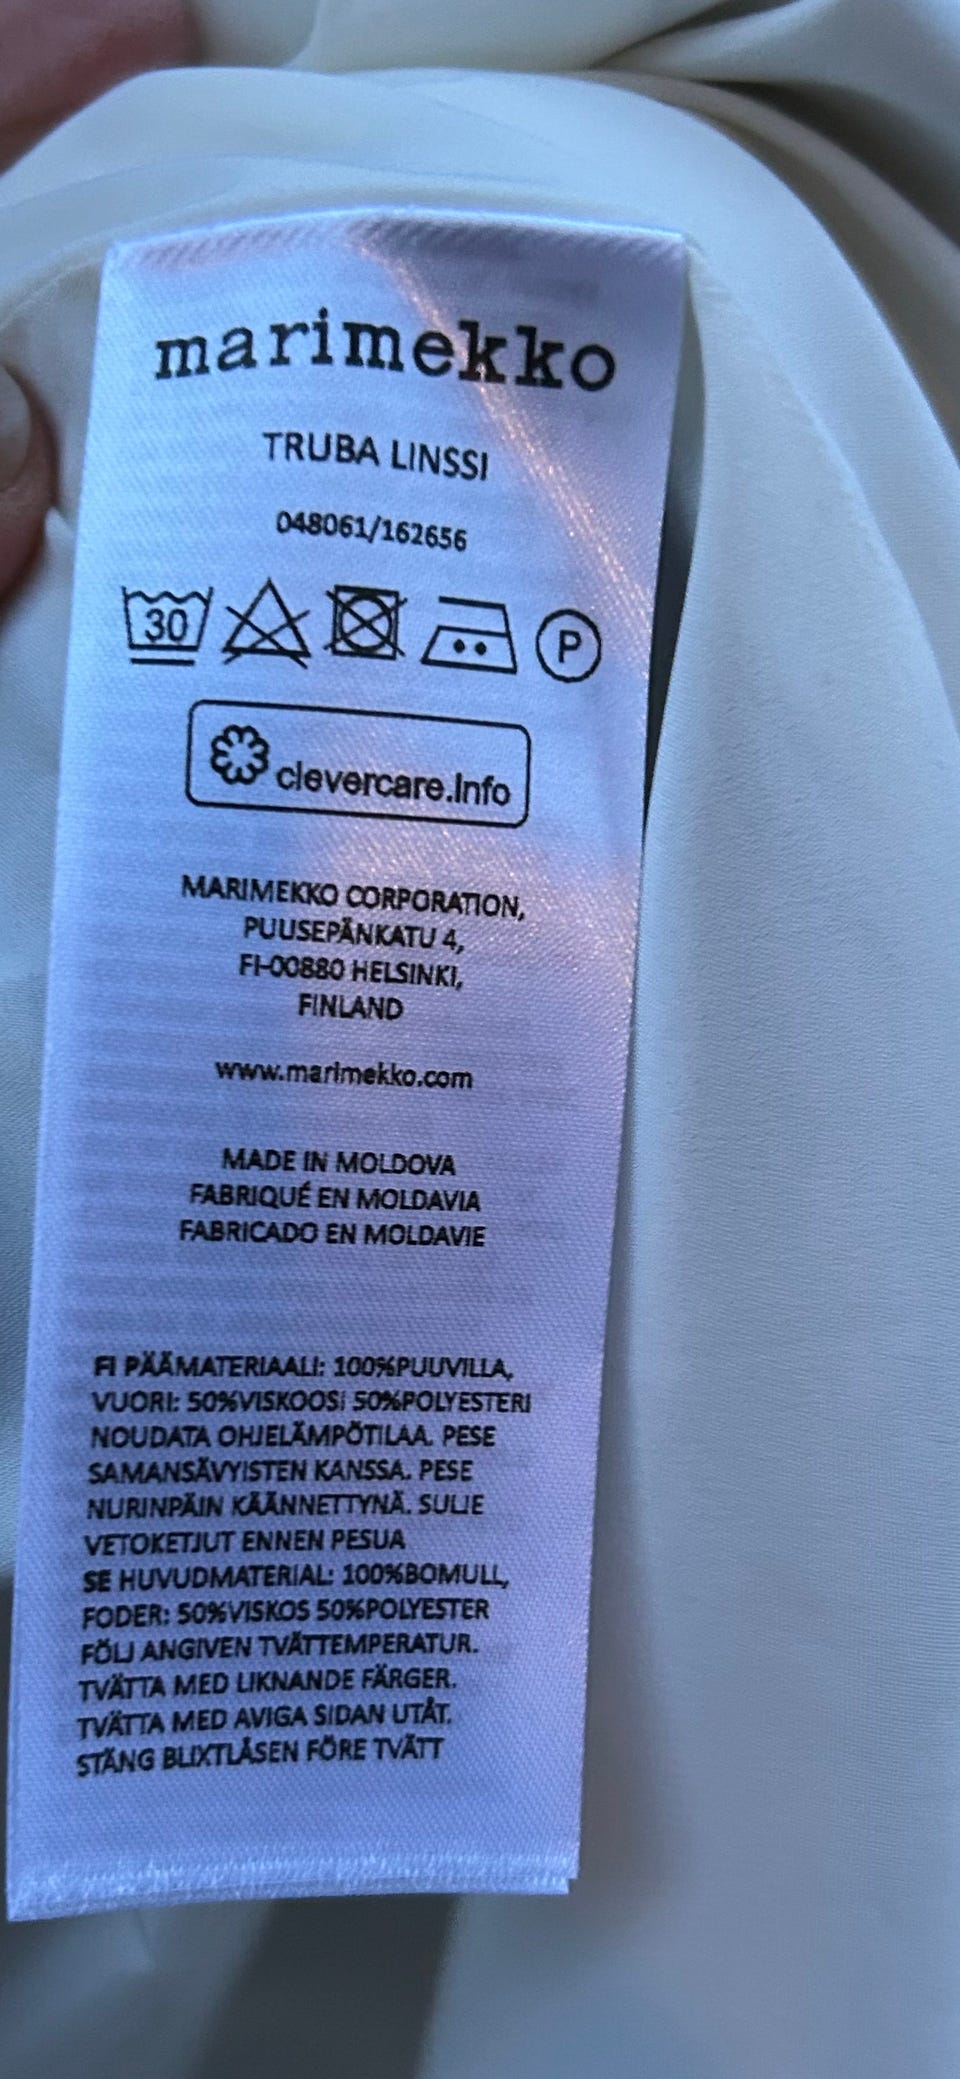 marimekko
TRUBA LINSSI
048061/162656
30 P
clevercare.info
MARIMEKKO CORPORATION,
PUUSEPÄNKATU 4,
FI-00880 HELSINKI,
FINLAND
www.marimekko.com
MADE IN MOLDOVA
FABRIQUÉ EN MOLDAVIA
FABRICADO EN MOLDAVIE
FI PÄÄMATERIAALI: 100%PUUVILLA,
VUORI: 50%VISKOOSI 50%POLYESTERI
NOUDATA OHJELÄMPÖTILAA. PESE
SAMANSÄVYISTEN KANSSA. PESE
NURINPÄIN KÄÄNNETTYNÄ. SULJE
VETOKETJUT ENNEN PESUA
SE HUVUDMATERIAL: 100%BOMULL,
FODER: 50%VISKOS 50%POLYESTER
FÖLJ ANGIVEN TVÄTTEMPERATUR.
TVÄTTA MED LIKNANDE FÄRGER.
TVÄTTA MED AVIGA SIDAN UTÅT.
STÄNG BLIXTLÅSEN FÖRE TVÄTT